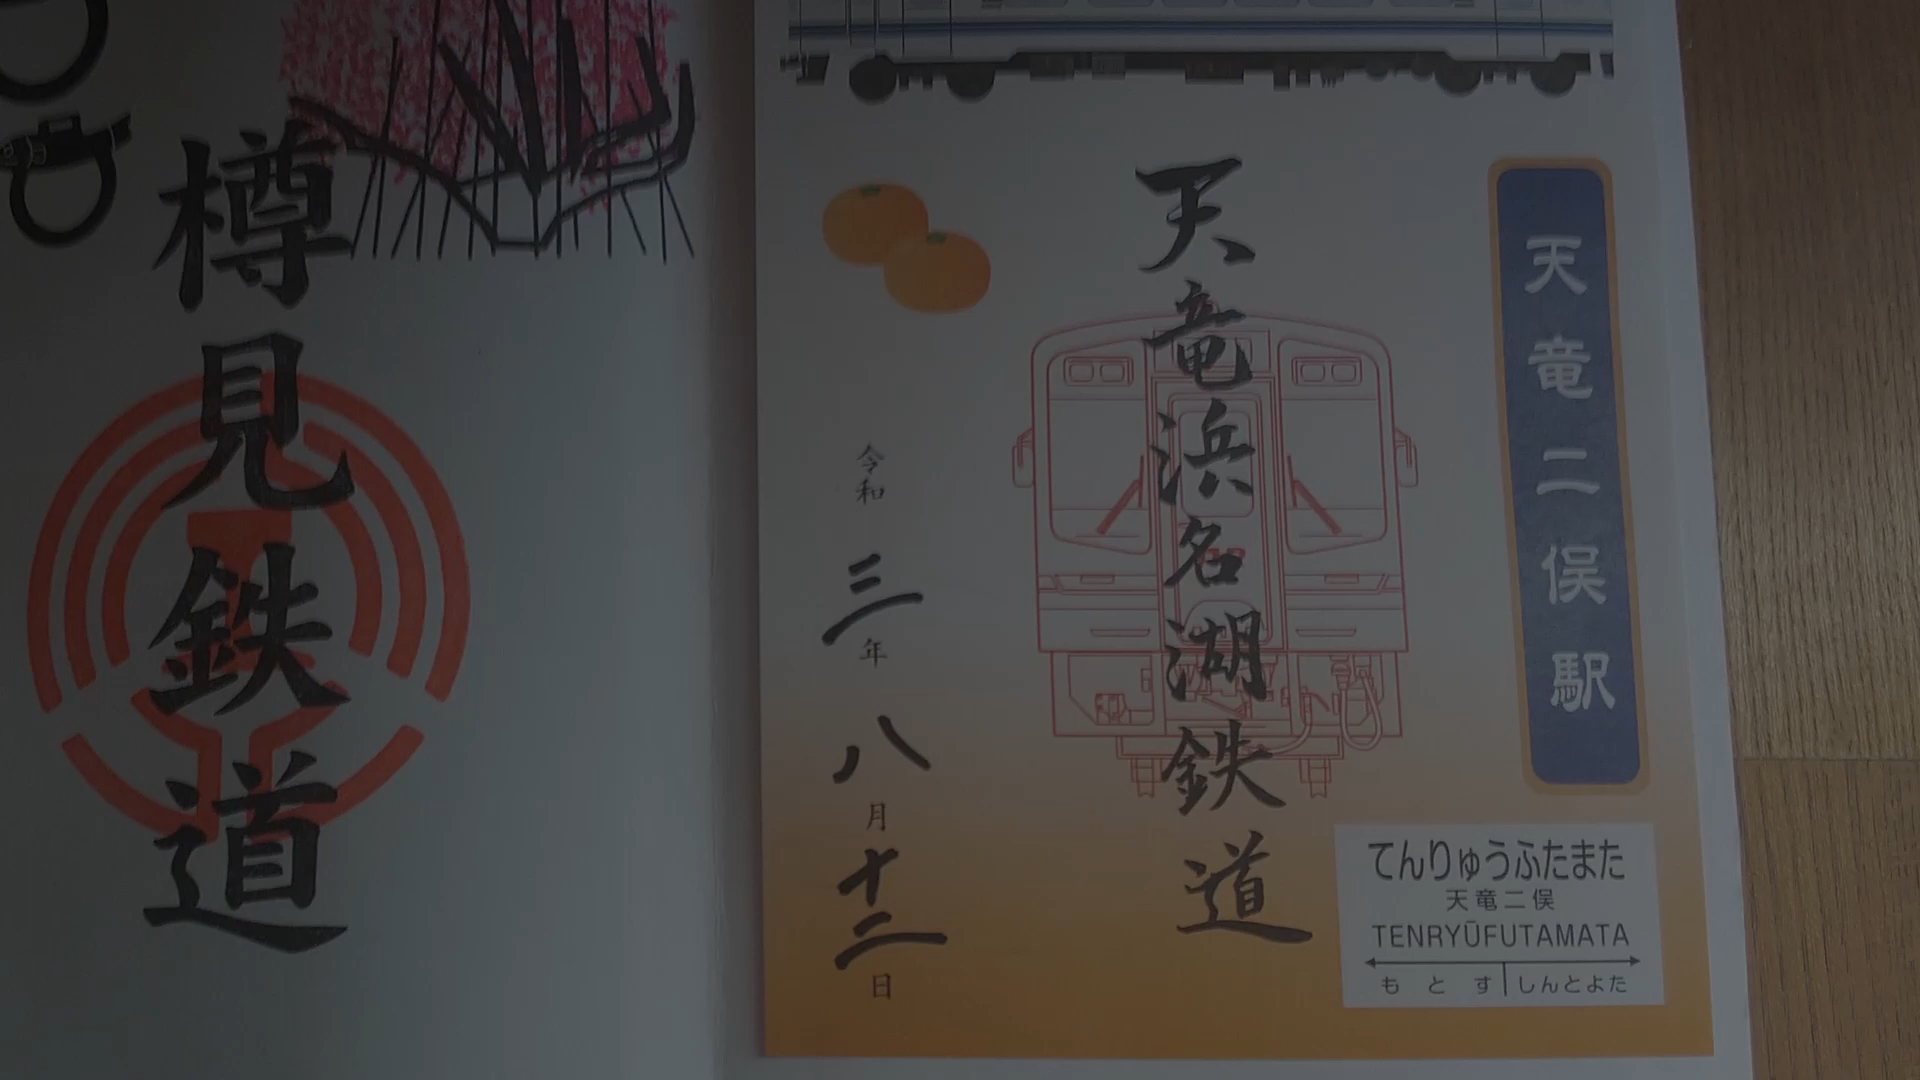 樽見鉄道
天竜二俣駅
天竜浜名湖鉄道
令和三年八月十二日
てんりゅうふたまた
天竜二俣
TENRYŪFUTAMATA
もとす しんとよた